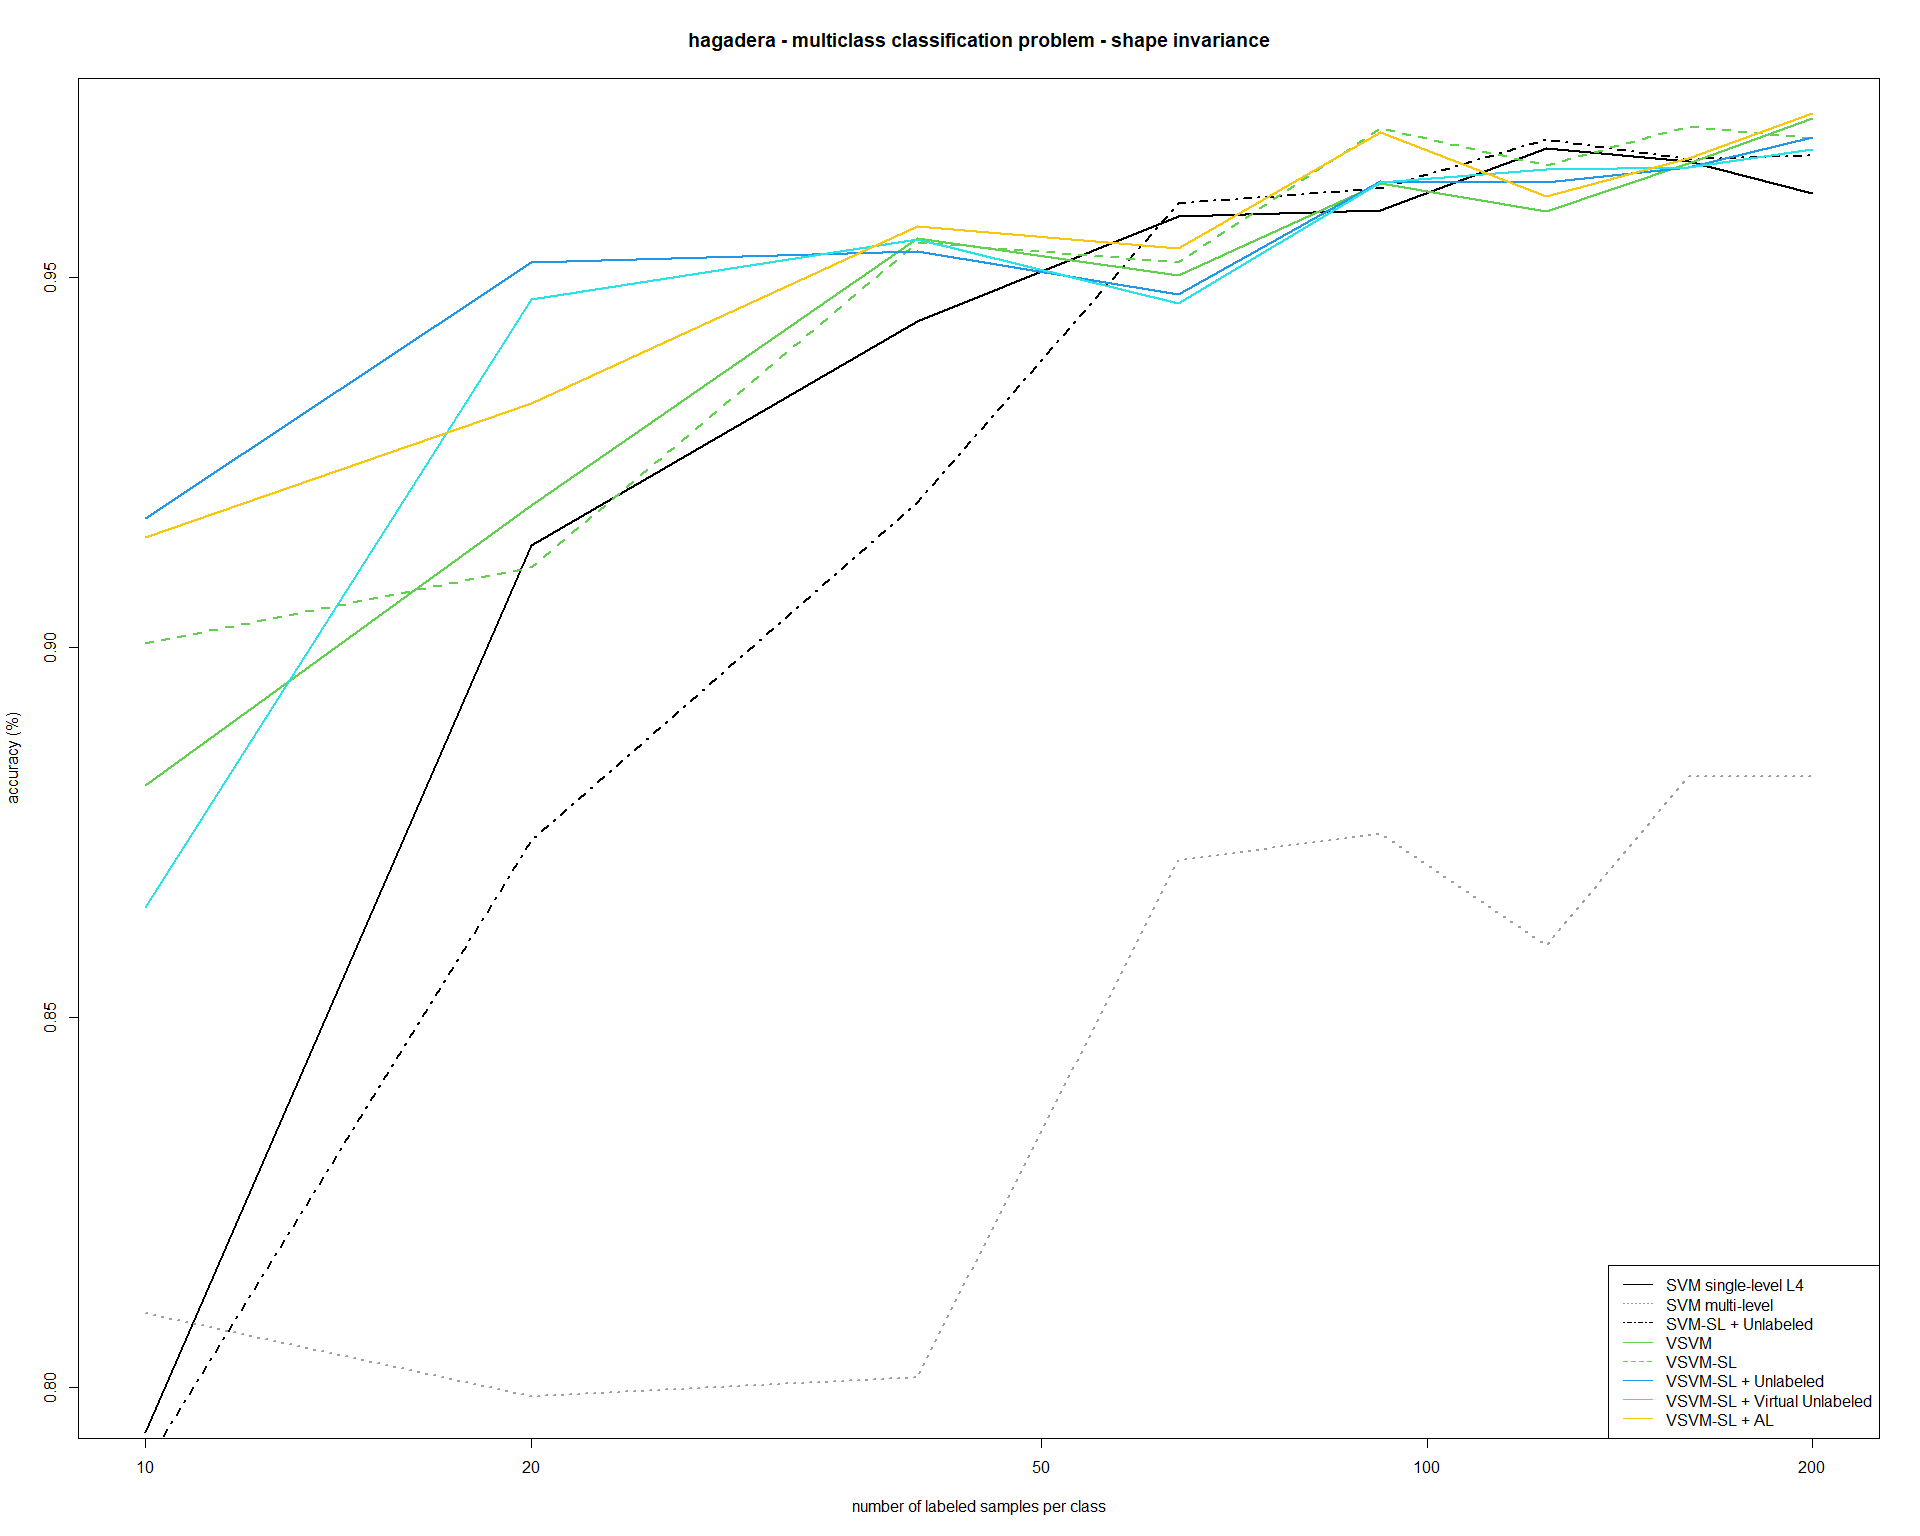 hagadera - multiclass classification problem - shape invariance
accuracy (%)
0.95
0.90
0.85
0.80
10
20
50
100
200
number of labeled samples per class
SVM single-level L4
SVM multi-level
SVM-SL + Unlabeled
VSVM
VSVM-SL
VSVM-SL + Unlabeled
VSVM-SL + Virtual Unlabeled
VSVM-SL + AL